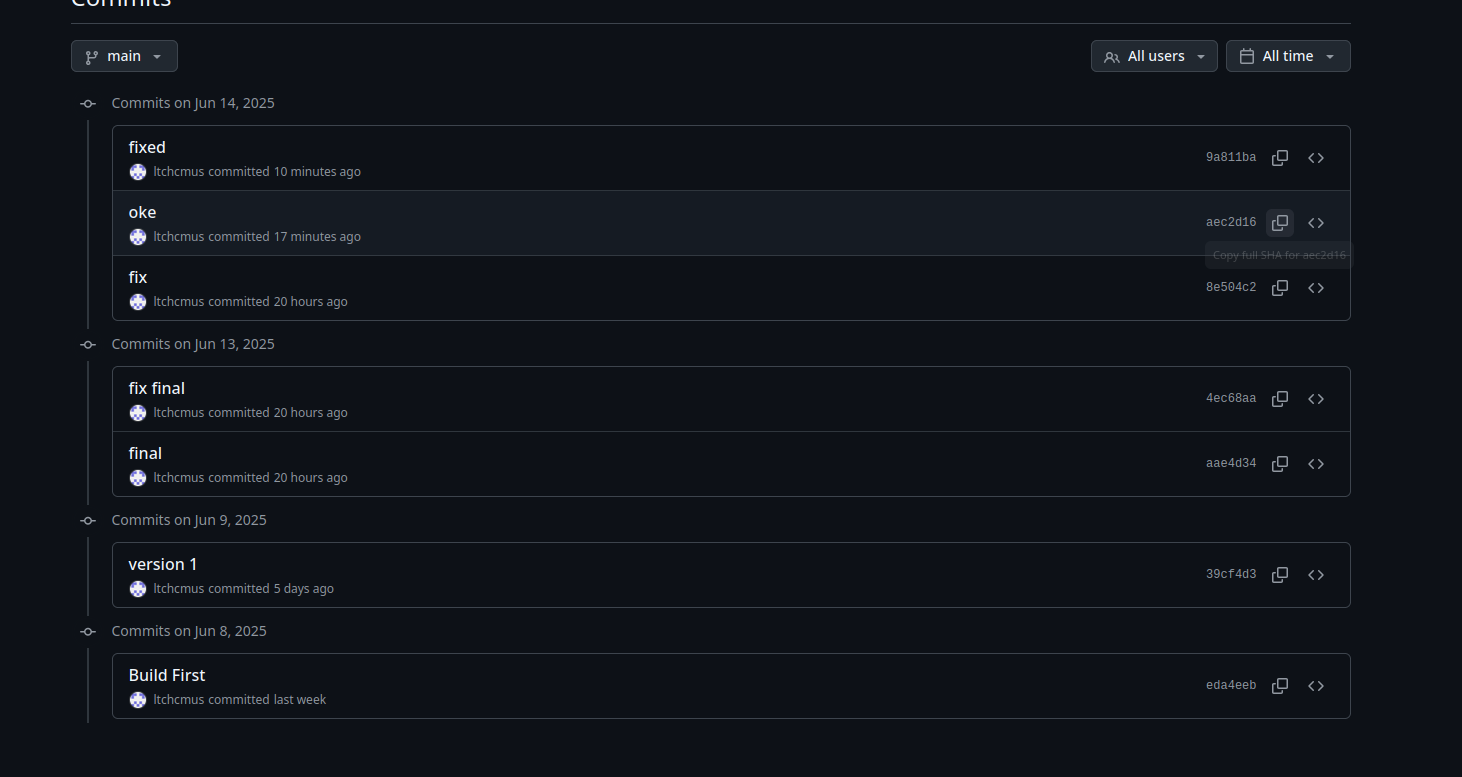 Commits
main
All users
All time
Commits on Jun 14, 2025
fixed
ltchcmus committed 10 minutes ago
9a811ba
oke
ltchcmus committed 17 minutes ago
aec2d16
Copy full SHA for aec2d16
fix
ltchcmus committed 20 hours ago
8e504c2
Commits on Jun 13, 2025
fix final
ltchcmus committed 20 hours ago
4ec68aa
final
ltchcmus committed 20 hours ago
aae4d34
Commits on Jun 9, 2025
version 1
ltchcmus committed 5 days ago
39cf4d3
Commits on Jun 8, 2025
Build First
ltchcmus committed last week
eda4eeb